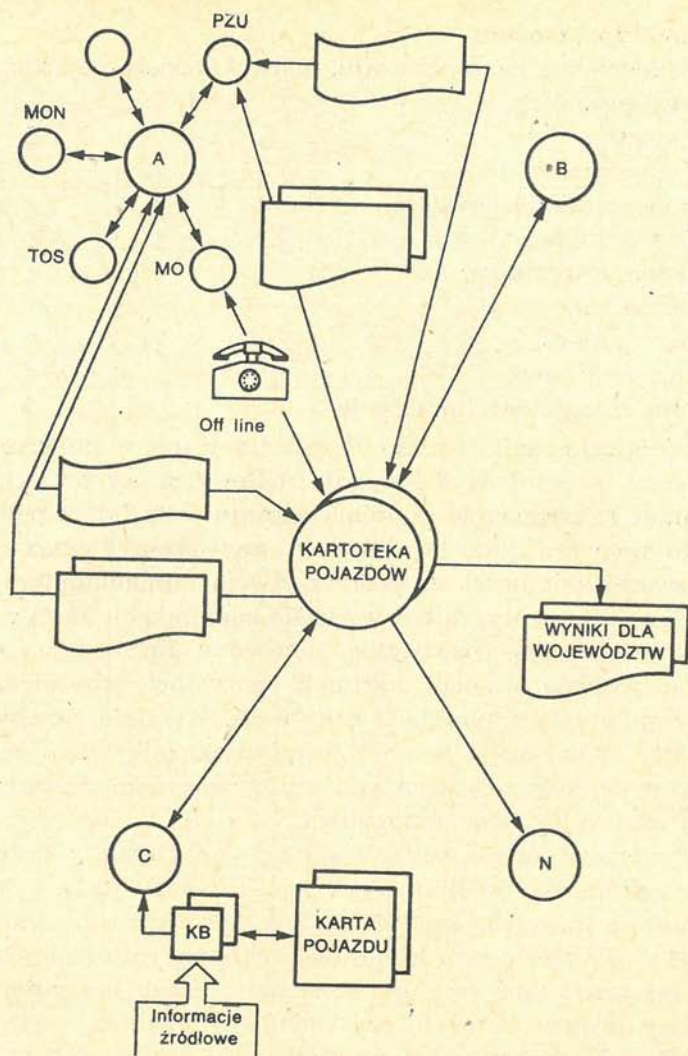 PZU
MON
A
B
TOS
MO
Off line
KARTOTEKA
POJAZDÓW
WYNIKI DLA
WOJEWÓDZTW
C
N
KB
KARTA
POJAZDU
Informacje
źródłowe